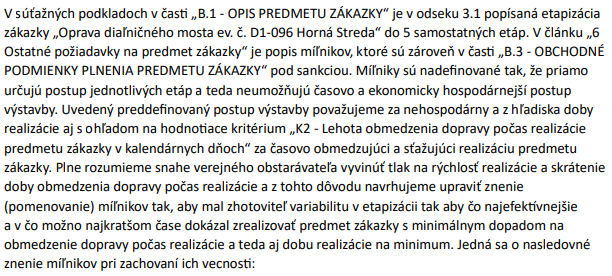 V súťažných podkladoch v časti „B.1 - OPIS PREDMETU ZÁKAZKY“ je v odseku 3.1 popísaná etapizácia
zákazky „Oprava diaľničného mosta ev. č. D1-096 Horná Streda“ do 5 samostatných etáp. V článku „6
Ostatné požiadavky na predmet zákazky“ je popis míľnikov, ktoré sú zároveň v časti „B.3 - OBCHODNÉ
PODMIENKY PLNENIA PREDMETU ZÁKAZKY“ pod sankciou. Míľniky sú nadefinované tak, že priamo
určujú postup jednotlivých etáp a teda neumožňujú časovo a ekonomicky hospodárnejší postup
výstavby. Uvedený preddefinovaný postup výstavby považujeme za nehospodárny a z hľadiska doby
realizácie aj s ohľadom na hodnotiace kritérium „K2 - Lehota obmedzenia dopravy počas realizácie
predmetu zákazky v kalendárnych dňoch“ za časovo obmedzujúci a sťažujúci realizáciu predmetu
zákazky. Plne rozumieme snahe verejného obstarávateľa vyvinúť tlak na rýchlosť realizácie a skrátenie
doby obmedzenia dopravy počas realizácie a z tohto dôvodu navrhujeme upraviť znenie
(pomenovanie) míľnikov tak, aby mal zhotoviteľ variabilitu v etapizácii tak aby čo najefektívnejšie
a v čo možno najkratšom čase dokázal zrealizovať predmet zákazky s minimálnym dopadom na
obmedzenie dopravy počas realizácie a teda aj dobu realizácie na minimum. Jedná sa o nasledovné
znenie míľnikov pri zachovaní ich vecnosti: